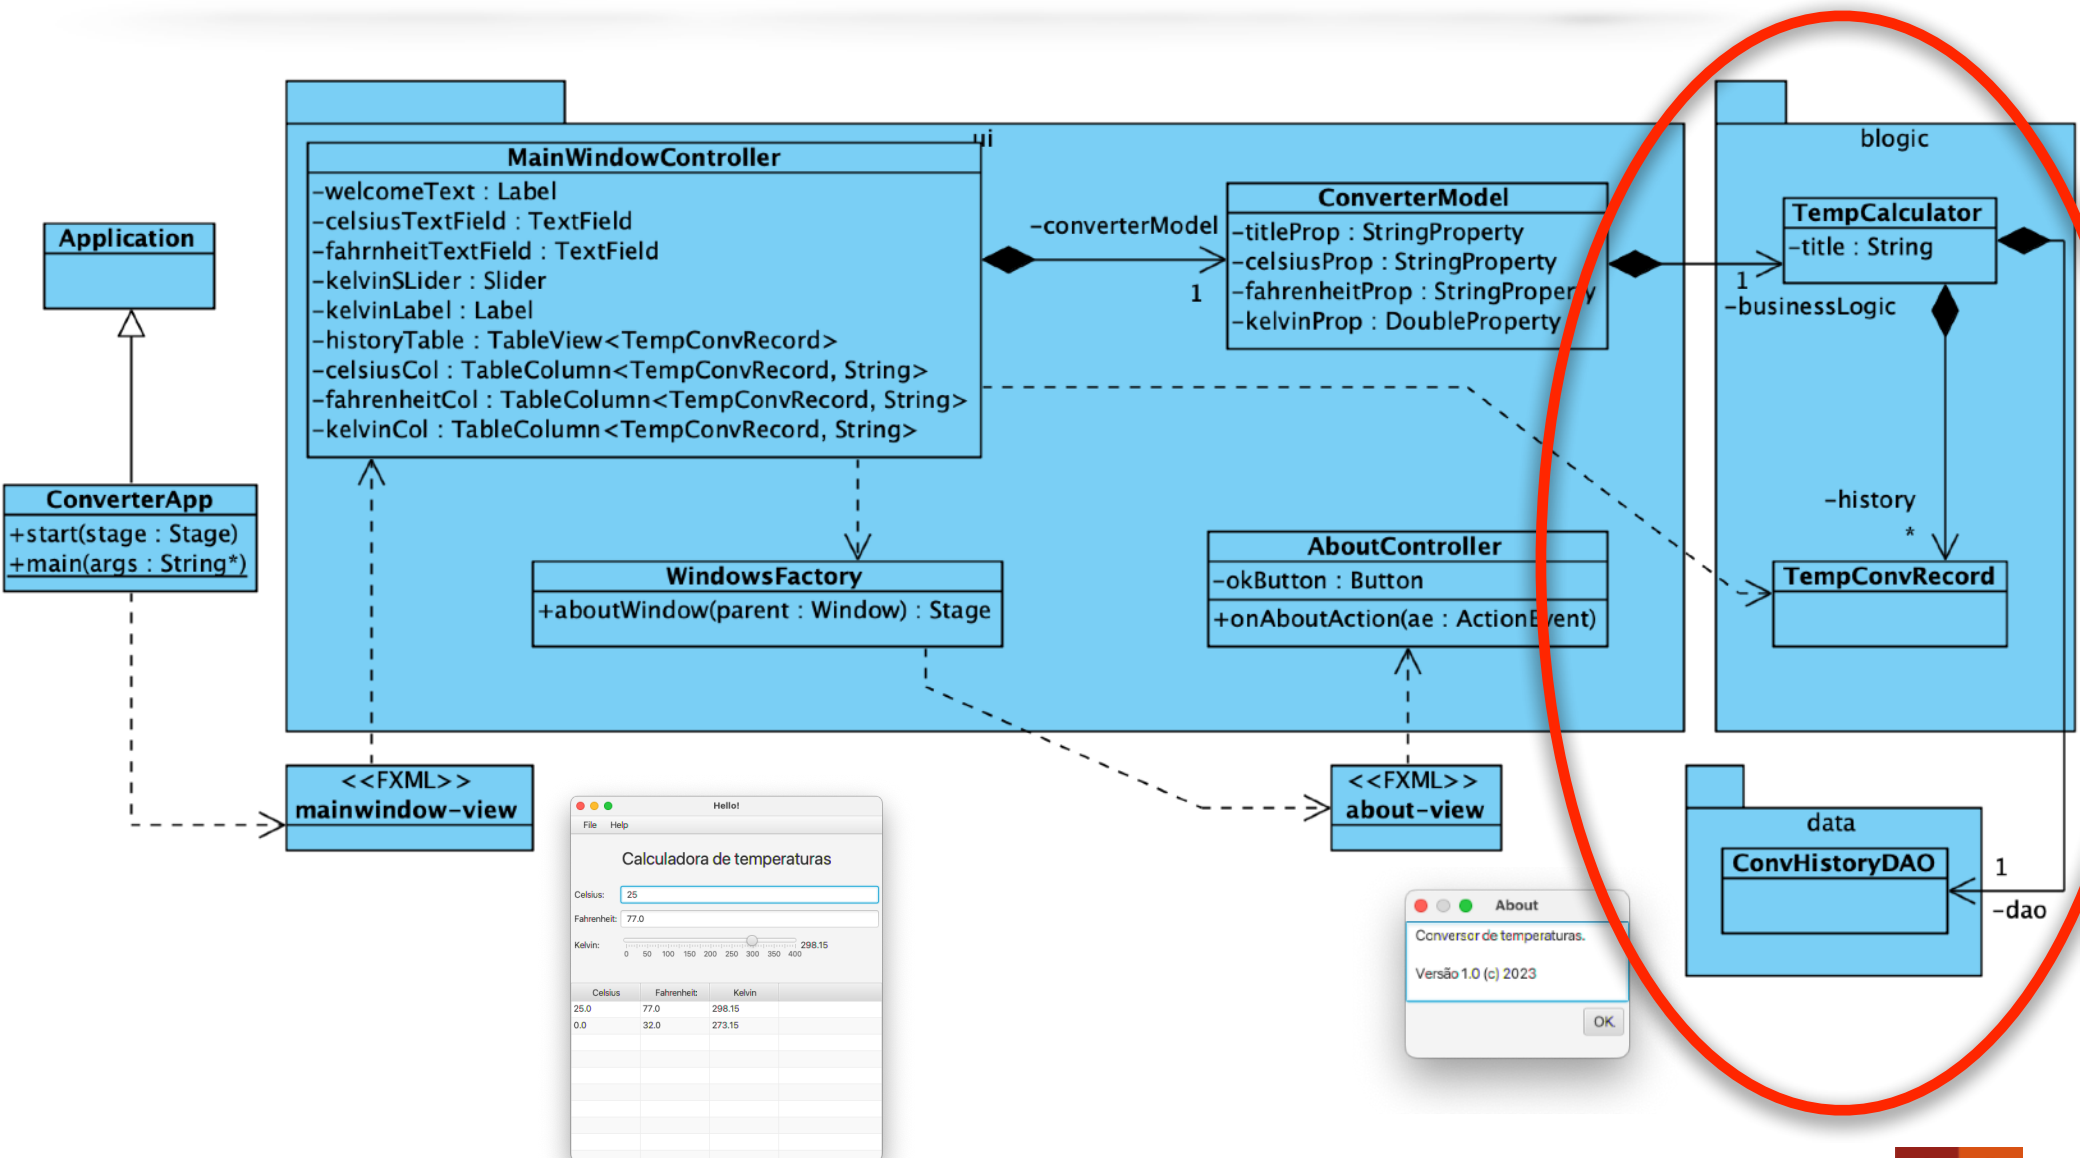 ui
MainWindowController
-welcomeText : Label
-celsiusTextField : TextField
-fahrnheitTextField : TextField
-kelvinSLider : Slider
-kelvinLabel : Label
-historyTable : TableView<TempConvRecord>
-celsiusCol : TableColumn<TempConvRecord, String>
-fahrenheitCol : TableColumn<TempConvRecord, String>
-kelvinCol : TableColumn<TempConvRecord, String>
-converterModel
1
ConverterModel
-titleProp : StringProperty
-celsiusProp : StringProperty
-fahrenheitProp : StringProperty
-kelvinProp : DoubleProperty
1
-businessLogic
blogic
TempCalculator
-title : String
-history
*
TempConvRecord
Application
ConverterApp
+start(stage : Stage)
+main(args : String*)
WindowsFactory
+aboutWindow(parent : Window) : Stage
AboutController
-okButton : Button
+onAboutAction(ae : ActionEvent)
<<FXML>>
mainwindow-view
<<FXML>>
about-view
data
ConvHistoryDAO
1
-dao
Hello!
File Help
Calculadora de temperaturas
Celsius: 25
Fahrenheit: 77.0
Kelvin: 298.15
0 50 100 150 200 250 300 350 400
Celsius Fahrenheit: Kelvin
25.0 77.0 298.15
0.0 32.0 273.15
About
Conversor de temperaturas.
Versão 1.0 (c) 2023
OK